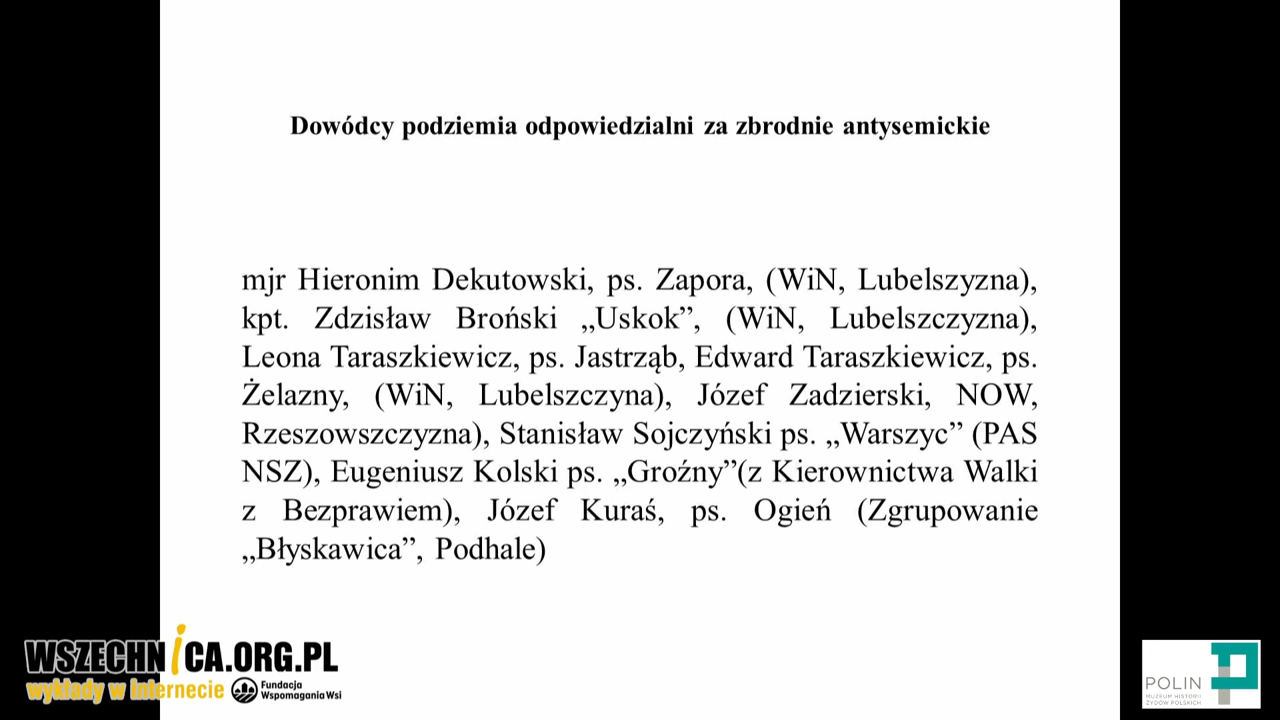 Dowódcy podziemia odpowiedzialni za zbrodnie antysemickie
mjr Hieronim Dekutowski, ps. Zapora, (WiN, Lubelszyzna),
kpt. Zdzisław Broński „Uskok”, (WiN, Lubelszczyzna),
Leona Taraszkiewicz, ps. Jastrząb, Edward Taraszkiewicz, ps.
Żelazny, (WiN, Lubelszczyna), Józef Zadzierski, NOW,
Rzeszowszczyzna), Stanisław Sojczyński ps. „Warszyc” (PAS
NSZ), Eugeniusz Kolski ps. „Groźny”(z Kierownictwa Walki
z Bezprawiem), Józef Kuraś, ps. Ogień (Zgrupowanie
„Błyskawica”, Podhale)
WSZECHNICA.ORG.PL
wykłady w Internecie
Fundacja
Wspomagania Wsi
POLIN
MUZEUM HISTORII
ŻYDÓW POLSKICH